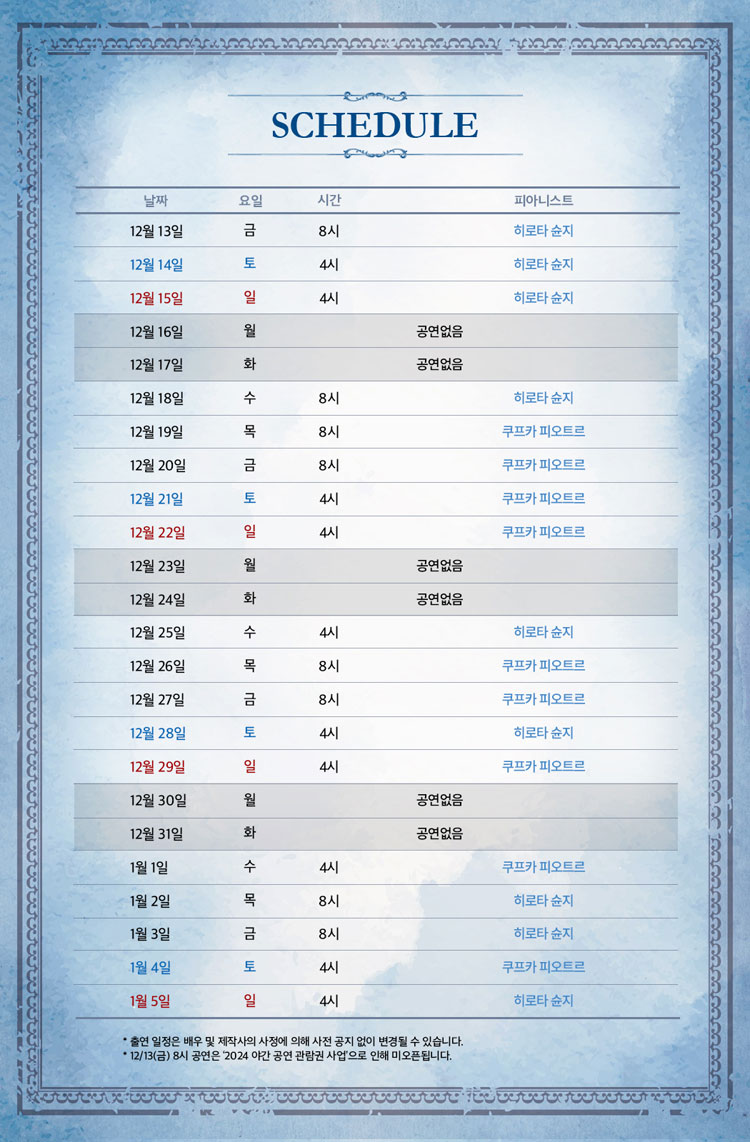 SCHEDULE
날짜 요일 시간 피아니스트
12월 13일 금 8시 히로타 슌지
12월 14일 토 4시 히로타 슌지
12월 15일 일 4시 히로타 슌지
12월 16일 월 공연없음
12월 17일 화 공연없음
12월 18일 수 8시 히로타 슌지
12월 19일 목 8시 쿠프카 피오트르
12월 20일 금 8시 쿠프카 피오트르
12월 21일 토 4시 쿠프카 피오트르
12월 22일 일 4시 쿠프카 피오트르
12월 23일 월 공연없음
12월 24일 화 공연없음
12월 25일 수 4시 히로타 슌지
12월 26일 목 8시 쿠프카 피오트르
12월 27일 금 8시 쿠프카 피오트르
12월 28일 토 4시 히로타 슌지
12월 29일 일 4시 쿠프카 피오트르
12월 30일 월 공연없음
12월 31일 화 공연없음
1월 1일 수 4시 쿠프카 피오트르
1월 2일 목 8시 히로타 슌지
1월 3일 금 8시 히로타 슌지
1월 4일 토 4시 쿠프카 피오트르
1월 5일 일 4시 히로타 슌지
* 출연 일정은 배우 및 제작사의 사정에 의해 사전 공지 없이 변경될 수 있습니다.
* 12/13(금) 8시 공연은 '2024 야간 공연 관람권 사업'으로 인해 미오픈됩니다.